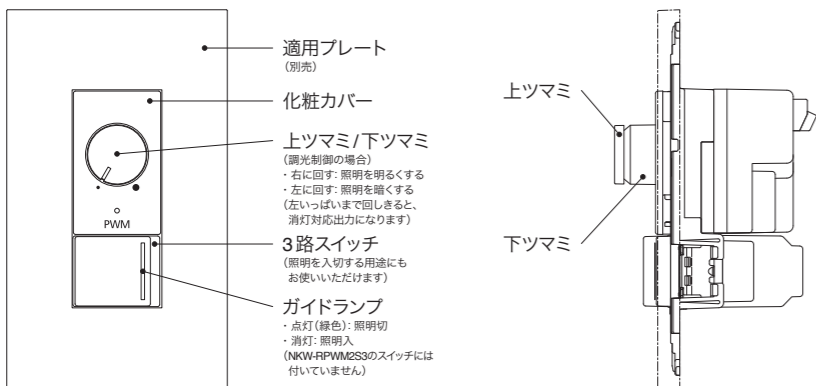 適用プレート
（別売）
化粧カバー
上ツマミ/下ツマミ
（調光制御の場合）
・右に回す：照明を明るくする
・左に回す：照明を暗くする
（左いっぱいまで回しきると、
消灯対応出力になります）
PWM
3路スイッチ
（照明を入切する用途にも
お使いいただけます）
ガイドランプ
・点灯（緑色）：照明切
・消灯：照明入
（NKW-RPWM2S3のスイッチには
付いていません）
上ツマミ
下ツマミ